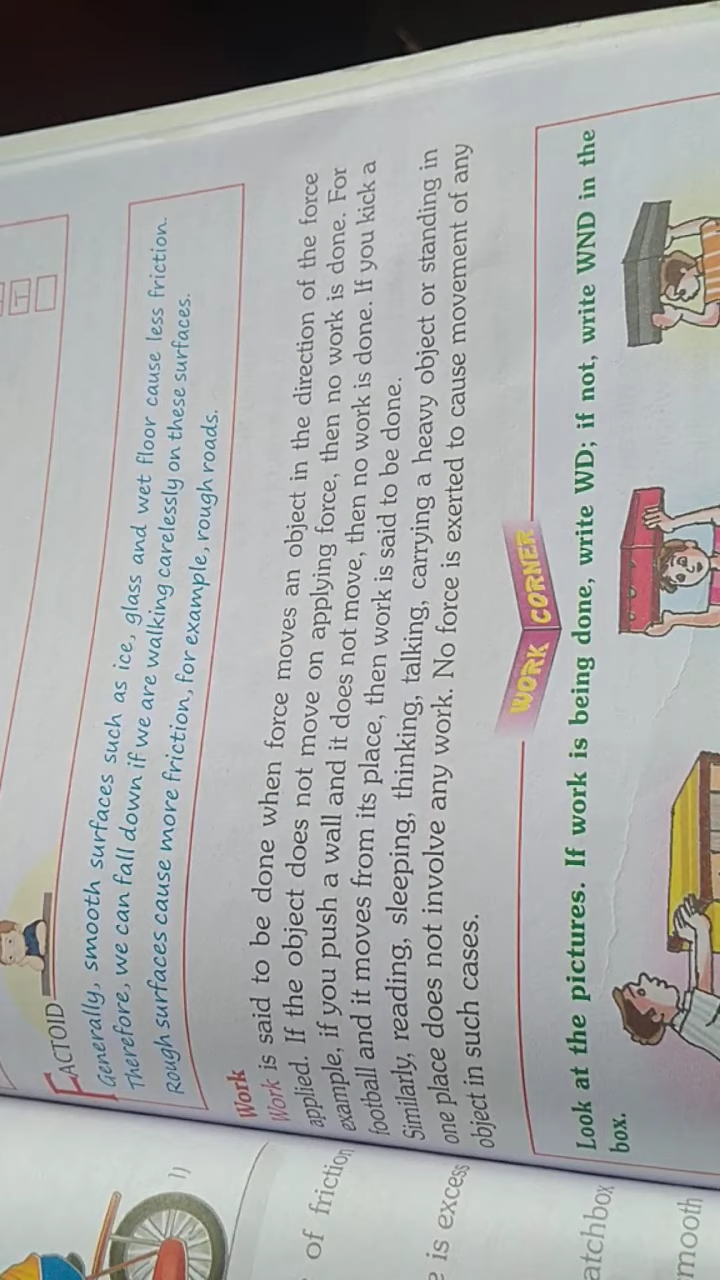 FACTOID
Generally, smooth surfaces such as ice, glass and wet floor cause less friction.
Therefore, we can fall down if we are walking carelessly on these surfaces.
Rough surfaces cause more friction, for example, rough roads.
Work
Work is said to be done when force moves an object in the direction of the force
applied. If the object does not move on applying force, then no work is done. For
example, if you push a wall and it does not move, then no work is done. If you kick a
football and it moves from its place, then work is said to be done.
Similarly, reading, sleeping, thinking, talking, carrying a heavy object or standing in
one place does not involve any work. No force is exerted to cause movement of any
object in such cases.
WORK CORNER
Look at the pictures. If work is being done, write WD; if not, write WND in the
box.
of friction
is excess